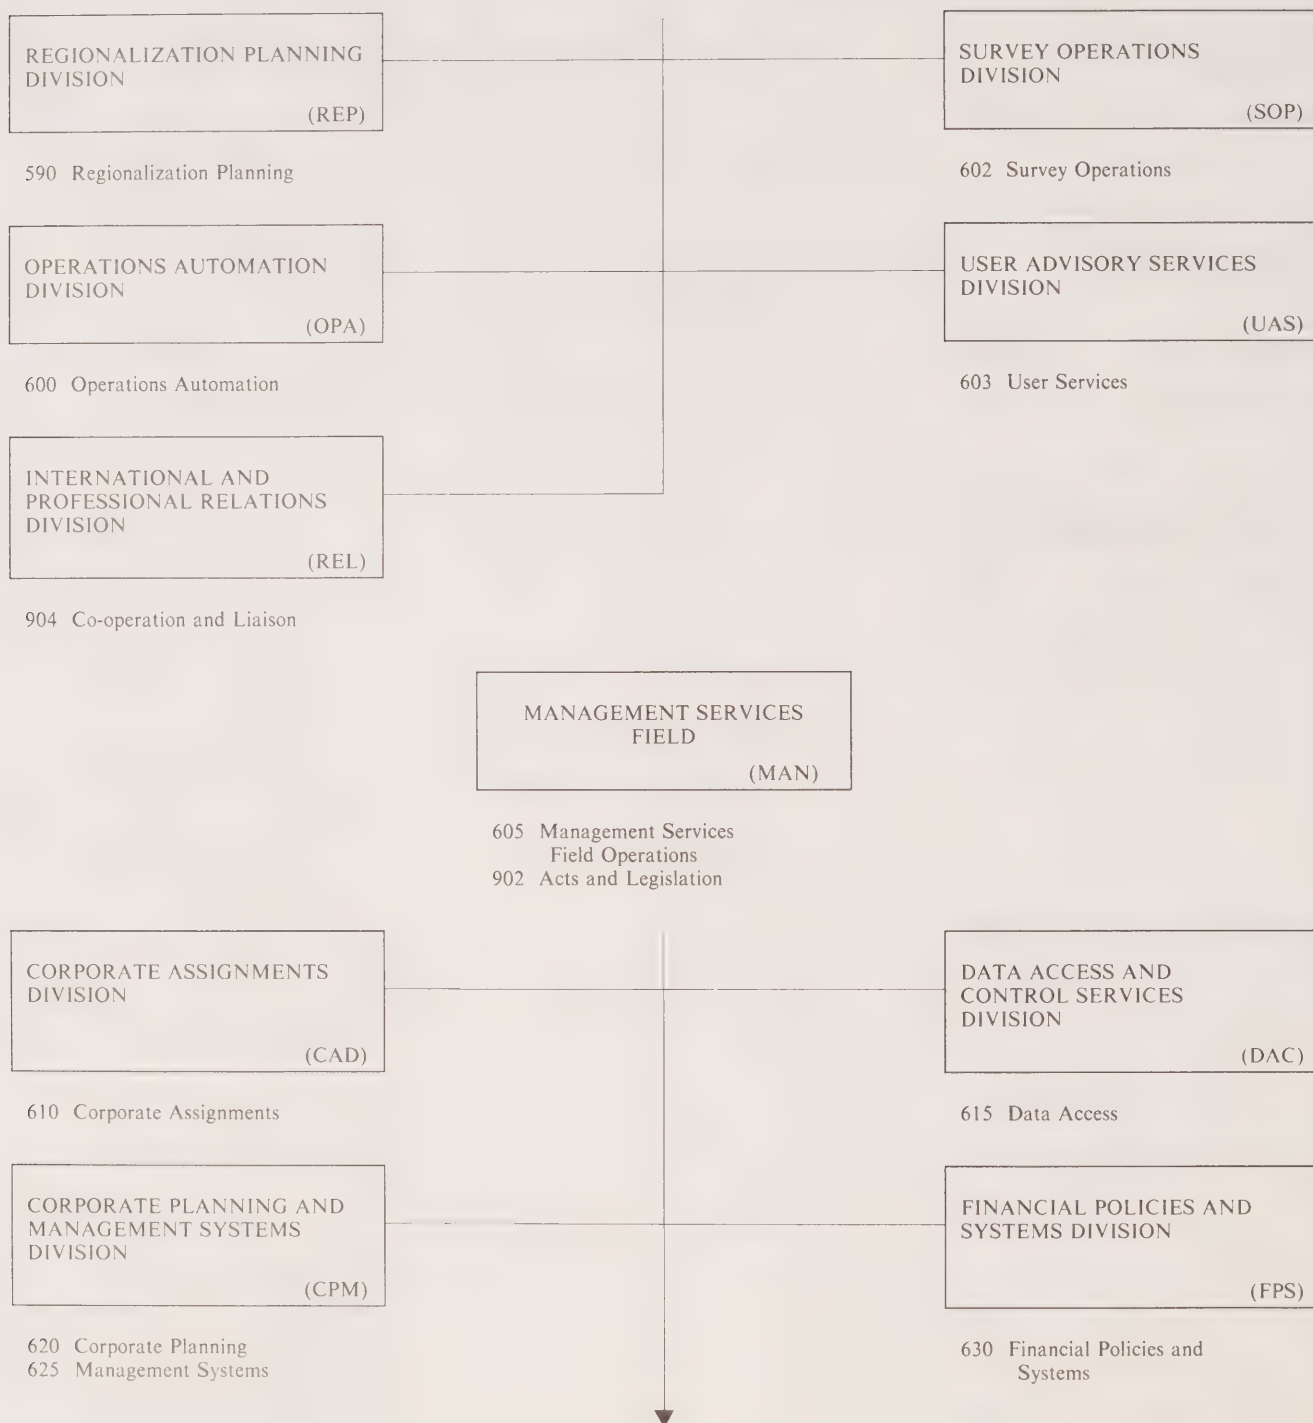 REGIONALIZATION PLANNING
DIVISION
(REP)
590 Regionalization Planning
SURVEY OPERATIONS
DIVISION
(SOP)
602 Survey Operations
OPERATIONS AUTOMATION
DIVISION
(OPA)
600 Operations Automation
USER ADVISORY SERVICES
DIVISION
(UAS)
603 User Services
INTERNATIONAL AND
PROFESSIONAL RELATIONS
DIVISION
(REL)
904 Co-operation and Liaison
MANAGEMENT SERVICES
FIELD
(MAN)
605 Management Services
Field Operations
902 Acts and Legislation
CORPORATE ASSIGNMENTS
DIVISION
(CAD)
610 Corporate Assignments
DATA ACCESS AND
CONTROL SERVICES
DIVISION
(DAC)
615 Data Access
CORPORATE PLANNING AND
MANAGEMENT SYSTEMS
DIVISION
(CPM)
620 Corporate Planning
625 Management Systems
FINANCIAL POLICIES AND
SYSTEMS DIVISION
(FPS)
630 Financial Policies and
Systems